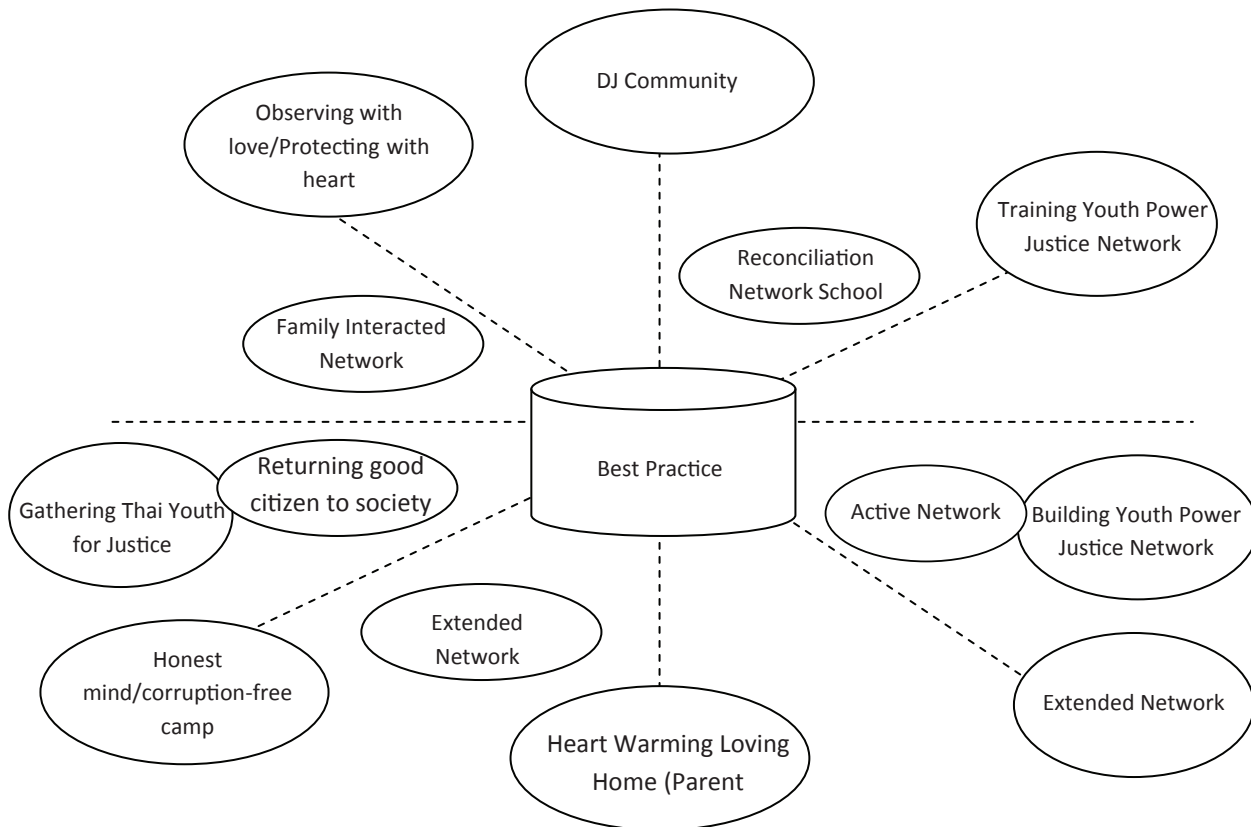 DJ Community
Observing with
love/Protecting with
heart
Training Youth Power
Justice Network
Reconciliation
Network School
Family Interacted
Network
Best Practice
Returning good
citizen to society
Gathering Thai Youth
for Justice
Active Network
Building Youth Power
Justice Network
Extended
Network
Honest
mind/corruption-free
camp
Extended Network
Heart Warming Loving
Home (Parent